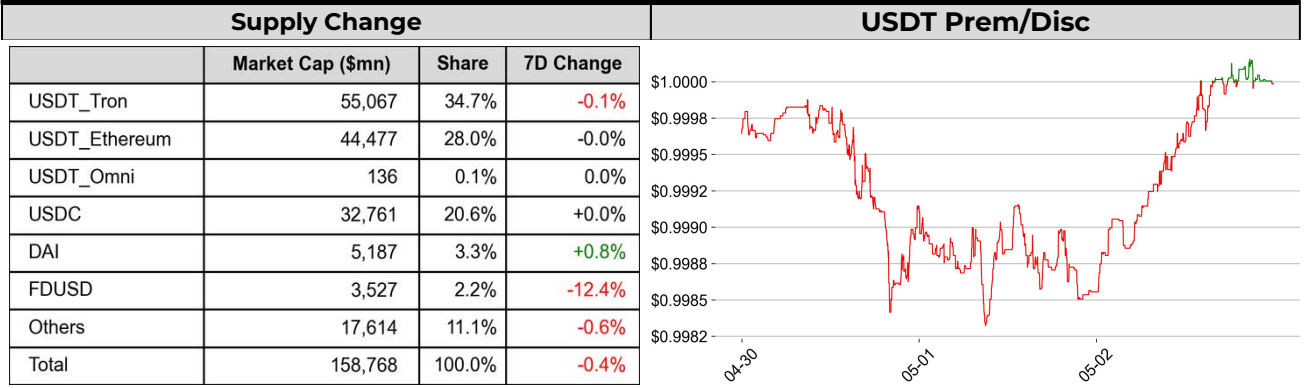 Supply Change
Market Cap ($mn) Share 7D Change
USDT_Tron 55,067 34.7% -0.1%
USDT_Ethereum 44,477 28.0% -0.0%
USDT_Omni 136 0.1% 0.0%
USDC 32,761 20.6% +0.0%
DAI 5,187 3.3% +0.8%
FDUSD 3,527 2.2% -12.4%
Others 17,614 11.1% -0.6%
Total 158,768 100.0% -0.4%
USDT Prem/Disc
$1.0000
$0.9998
$0.9995
$0.9992
$0.9990
$0.9988
$0.9985
$0.9982
04-30 05-01 05-02